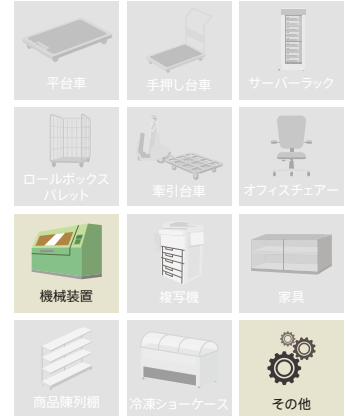 平台車
手押し台車
サーバーラック
ロールボックス
パレット
牽引台車
オフィスチェアー
機械装置
複写機
家具
商品陳列棚
冷凍ショーケース
その他